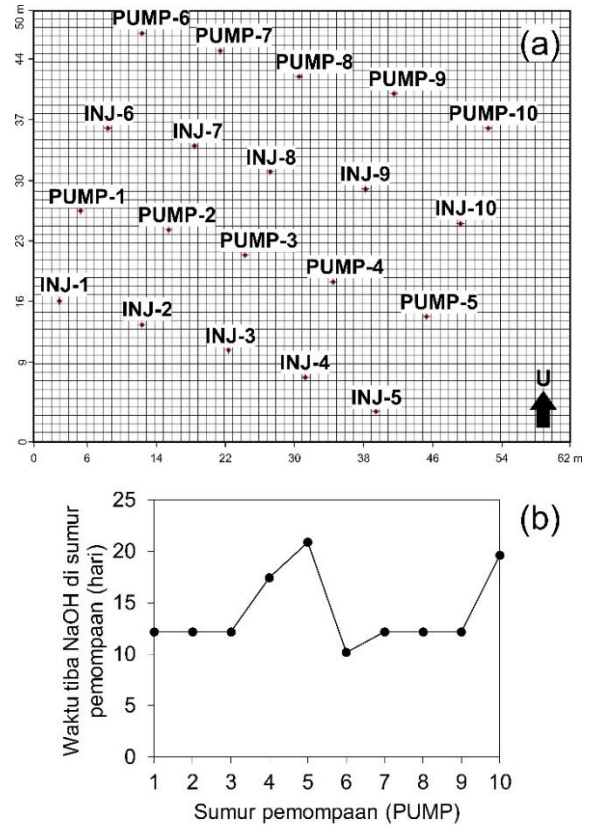 50 m
44
37
30
23
16
9
0
(a)
PUMP-6
PUMP-7
PUMP-8
PUMP-9
PUMP-10
INJ-6
INJ-7
INJ-8
INJ-9
INJ-10
PUMP-1
PUMP-2
PUMP-3
PUMP-4
PUMP-5
INJ-1
INJ-2
INJ-3
INJ-4
INJ-5
U
0 6 14 22 30 38 46 54 62 m
(b)
Waktu tiba NaOH di sumur
pemompaan (hari)
25
20
15
10
5
0
1 2 3 4 5 6 7 8 9 10
Sumur pemompaan (PUMP)